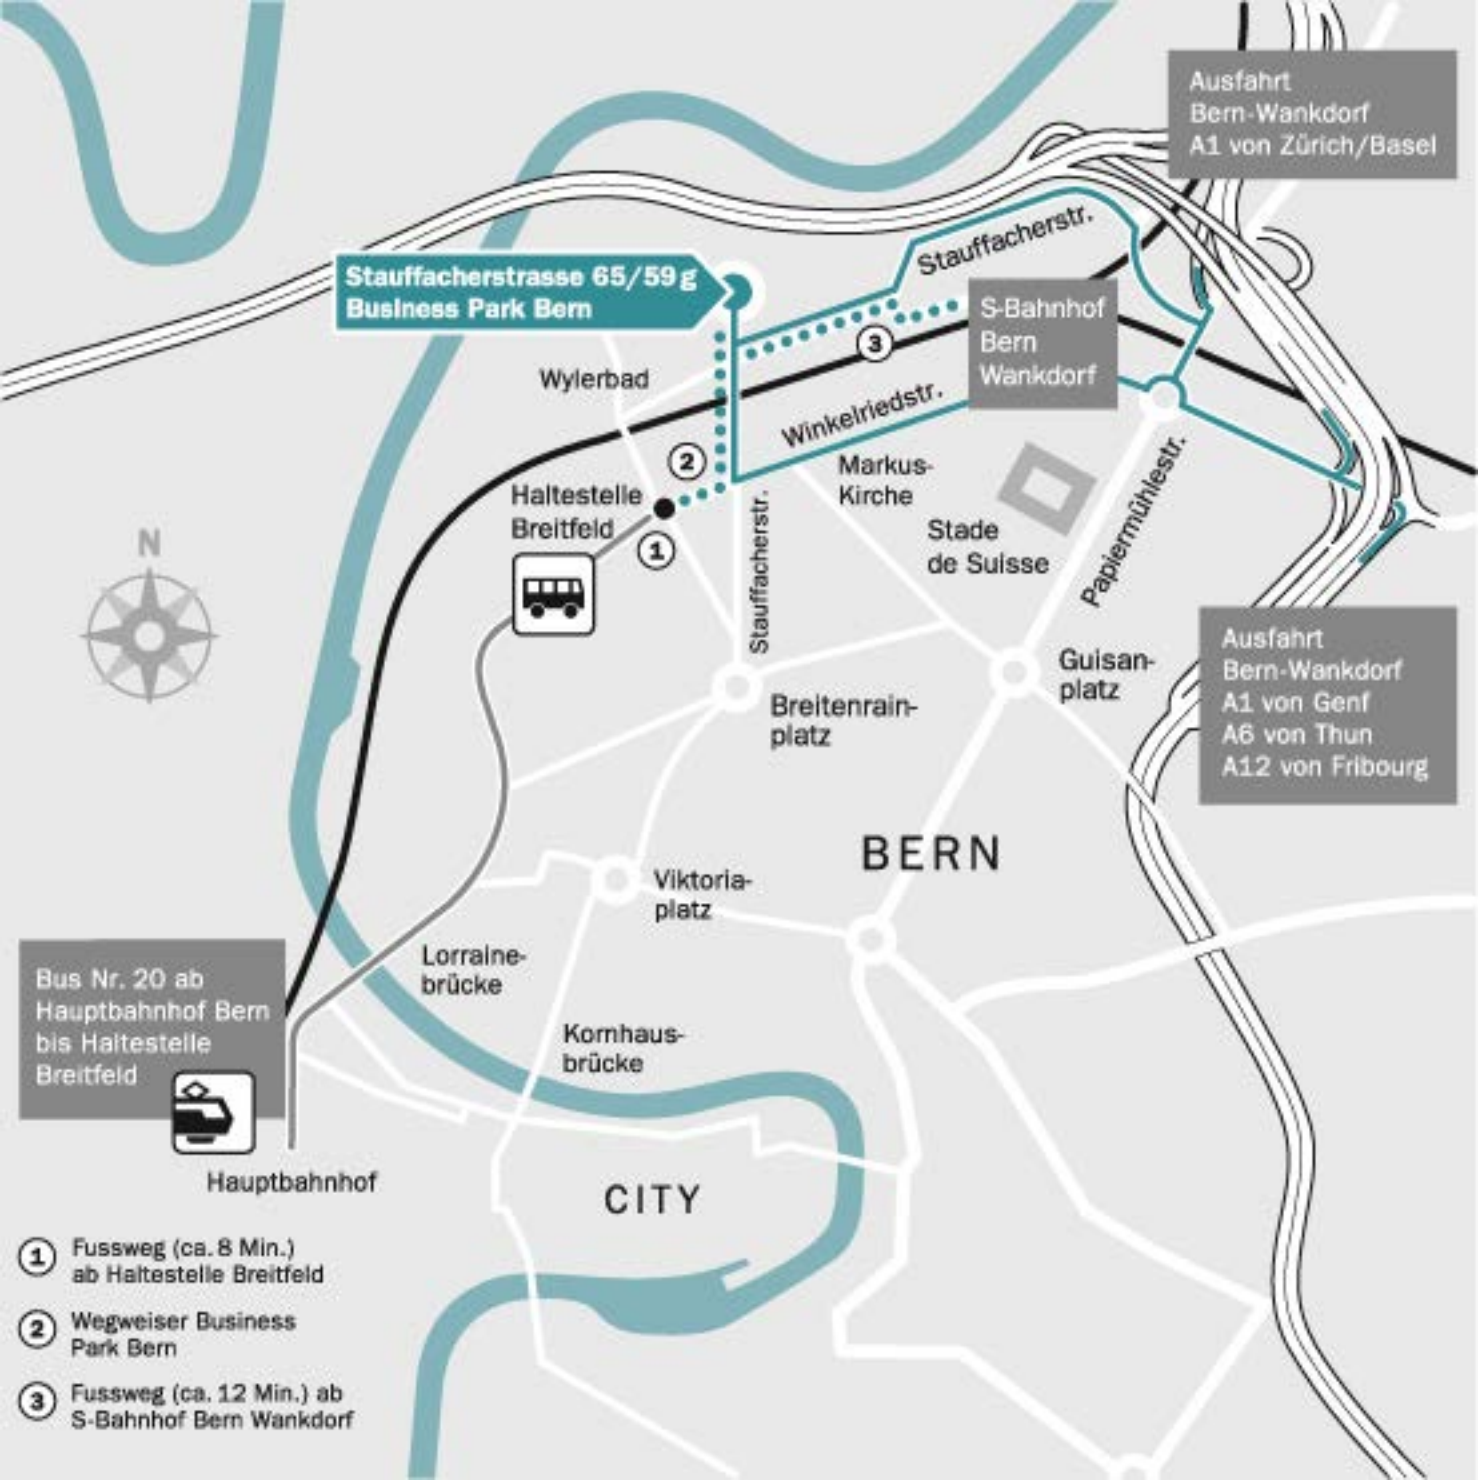 Ausfahrt
Bern-Wankdorf
A1 von Zürich/Basel
Stauffacherstr.
Stauffacherstrasse 65/59 g
Business Park Bern
S-Bahnhof
Bern
Wankdorf
3
Wylerbad
Winkelriedstr.
2
Markus-
Kirche
Haltestelle
Breitfeld
1
Stauffacherstr.
Stade
de Suisse
Papiermühlestr.
N
Ausfahrt
Bern-Wankdorf
A1 von Genf
A6 von Thun
A12 von Fribourg
Guisan-
platz
Breitenrain-
platz
BERN
Viktoria-
platz
Lorraine-
brücke
Bus Nr. 20 ab
Hauptbahnhof Bern
bis Haltestelle
Breitfeld
Kornhaus-
brücke
Hauptbahnhof
CITY
1 Fussweg (ca. 8 Min.)
ab Haltestelle Breitfeld
2 Wegweiser Business
Park Bern
3 Fussweg (ca. 12 Min.) ab
S-Bahnhof Bern Wankdorf